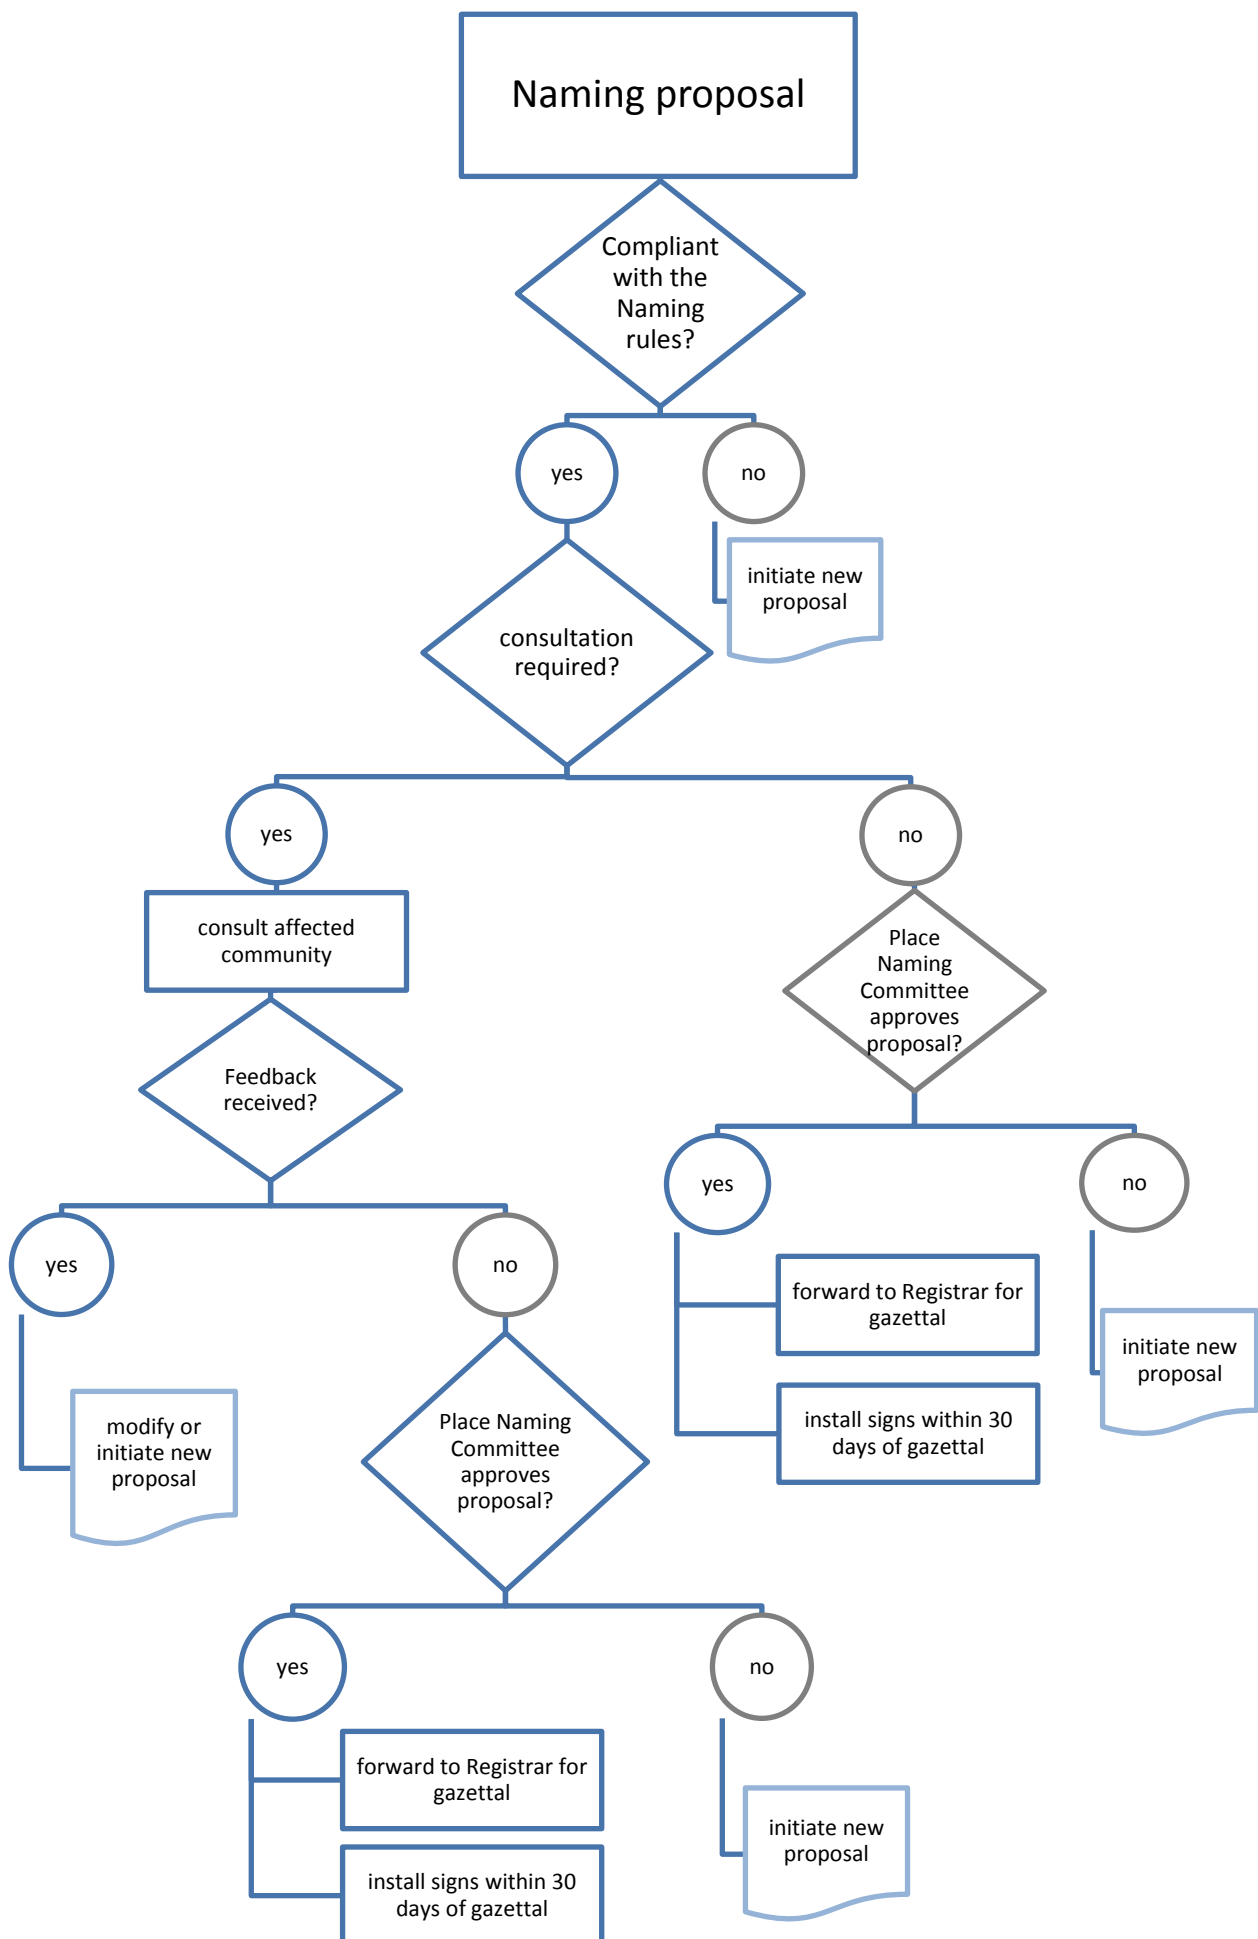 Naming proposal
Compliant
with the
Naming
rules?
yes
no
initiate new
proposal
consultation
required?
yes
no
consult affected
community
Place
Naming
Committee
approves
proposal?
Feedback
received?
yes
no
yes
no
forward to Registrar for
gazettal
initiate new
proposal
install signs within 30
days of gazettal
modify or
initiate new
proposal
Place Naming
Committee
approves
proposal?
yes
no
forward to Registrar for
gazettal
initiate new
proposal
install signs within 30
days of gazettal